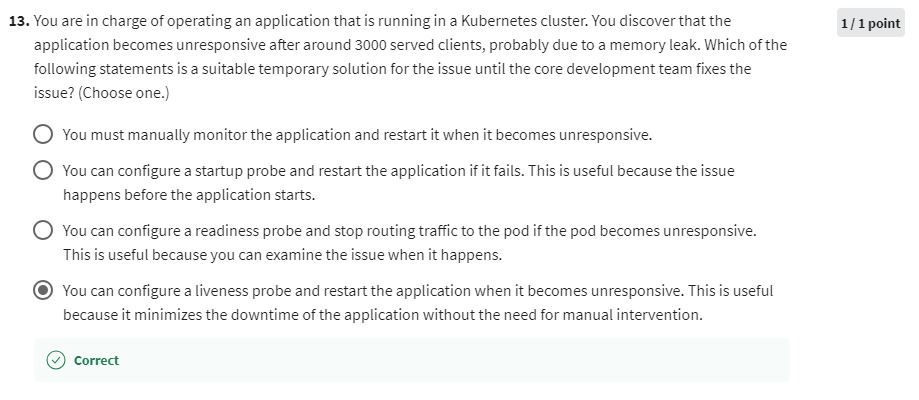 13. You are in charge of operating an application that is running in a Kubernetes cluster. You discover that the
1 / 1 point
application becomes unresponsive after around 3000 served clients, probably due to a memory leak. Which of the
following statements is a suitable temporary solution for the issue until the core development team fixes the
issue? (Choose one.)
You must manually monitor the application and restart it when it becomes unresponsive.
You can configure a startup probe and restart the application if it fails. This is useful because the issue
happens before the application starts.
You can configure a readiness probe and stop routing traffic to the pod if the pod becomes unresponsive.
This is useful because you can examine the issue when it happens.
You can configure a liveness probe and restart the application when it becomes unresponsive. This is useful
because it minimizes the downtime of the application without the need for manual intervention.
Correct